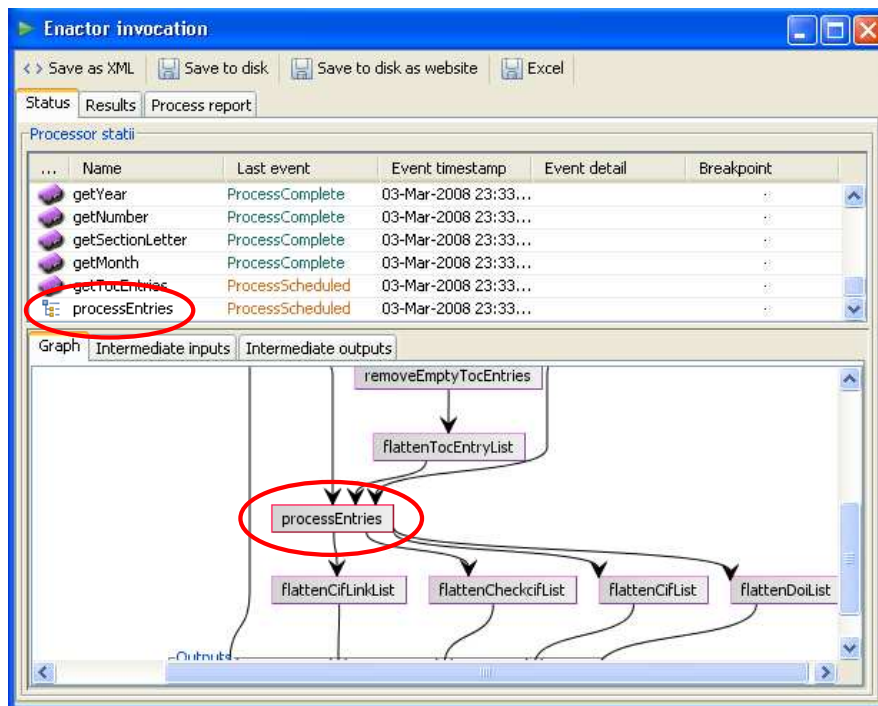 Enactor invocation
<> Save as XML Save to disk Save to disk as website Excel
Status Results Process report
Processor statii
... Name Last event Event timestamp Event detail Breakpoint
getYear ProcessComplete 03-Mar-2008 23:33...
getNumber ProcessComplete 03-Mar-2008 23:33...
getSectionLetter ProcessComplete 03-Mar-2008 23:33...
getMonth ProcessComplete 03-Mar-2008 23:33...
getTocEntries ProcessScheduled 03-Mar-2008 23:33...
processEntries ProcessScheduled 03-Mar-2008 23:33...
Graph Intermediate inputs Intermediate outputs
removeEmptyTocEntries
flattenTocEntryList
processEntries
flattenCifLinkList flattenCheckcifList flattenCifList flattenDoiList
Outputs